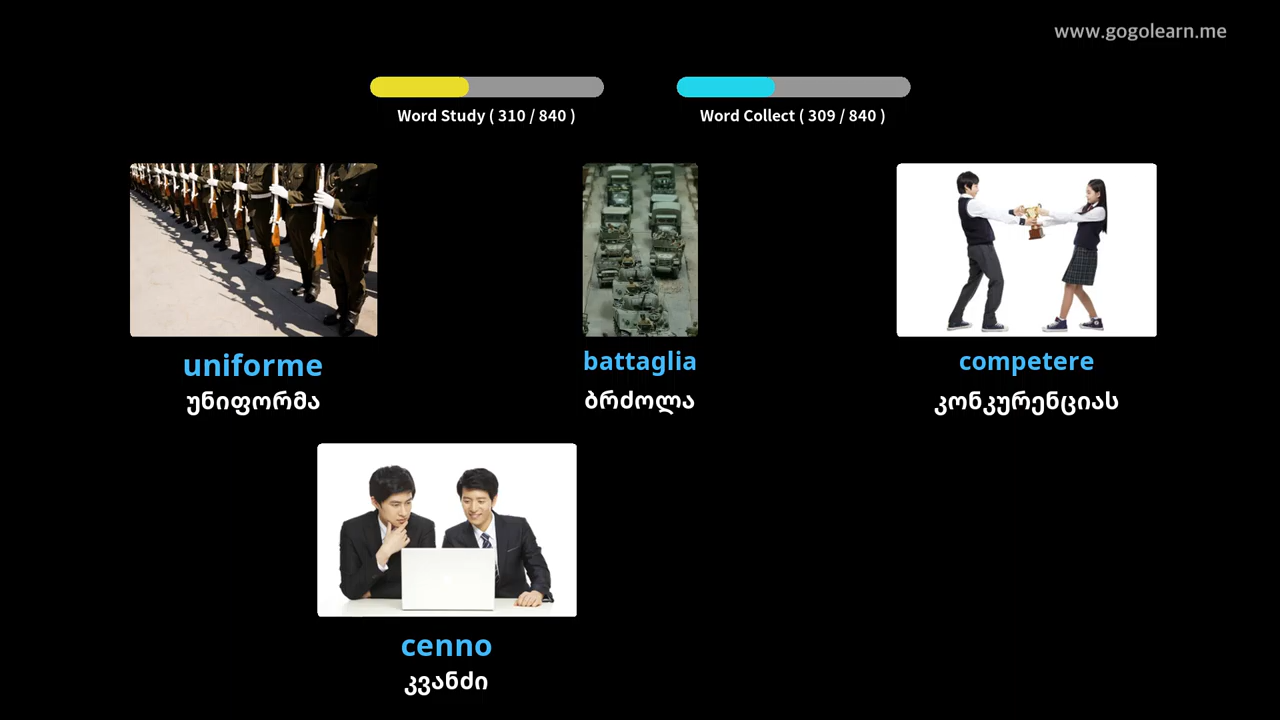 www.gogolearn.me
Word Study ( 310 / 840 )
Word Collect ( 309 / 840 )
uniforme
უნიფორმა
battaglia
ბრძოლა
competere
კონკურენციას
cenno
კვანძი